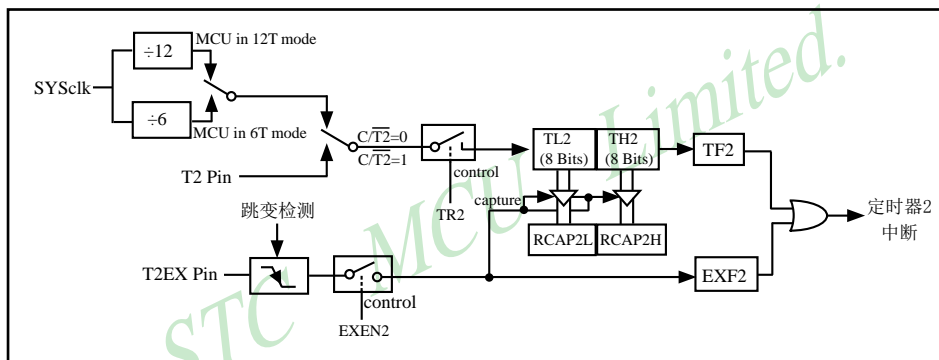 ÷12
MCU in 12T mode
SYSclk
÷6
MCU in 6T mode
C/T2=0
C/T2=1
T2 Pin
control
TR2
TL2
(8 Bits)
TH2
(8 Bits)
TF2
capture
RCAP2L
RCAP2H
定时器2
中断
跳变检测
T2EX Pin
control
EXEN2
EXF2
STC MCU Limited.